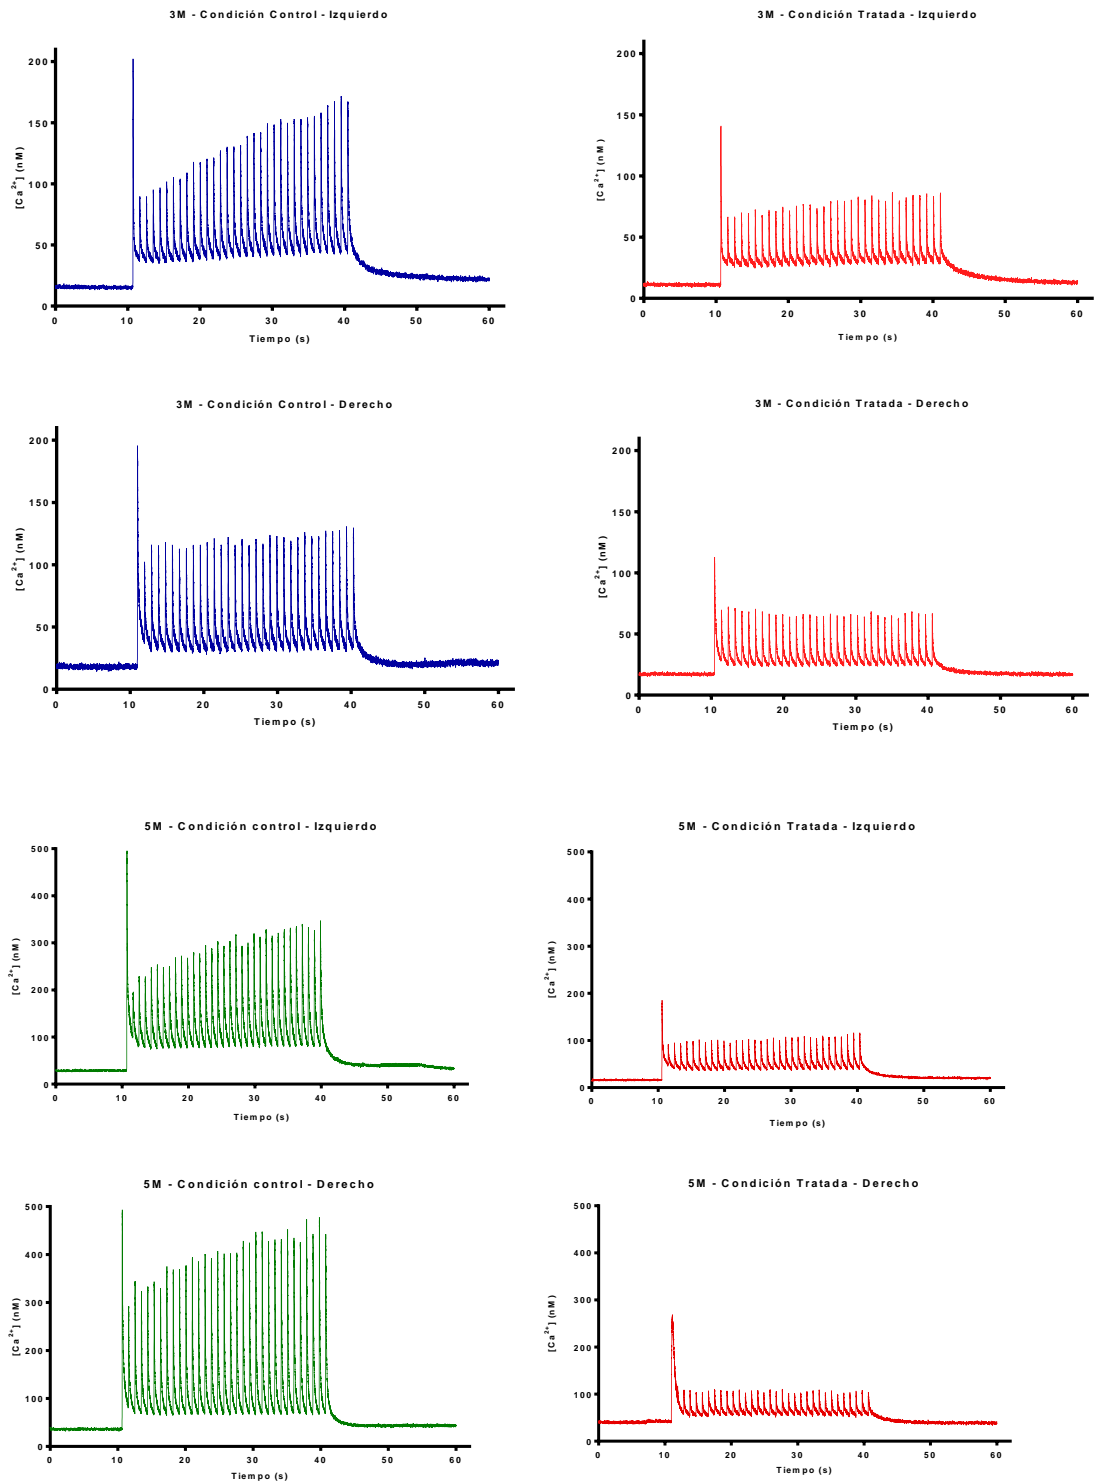 3M - Condición Control - Izquierdo
200
150
100
50
0
[Ca²⁺] (nM)
0 10 20 30 40 50 60
Tiempo (s)
3M - Condición Tratada - Izquierdo
200
150
100
50
0
[Ca²⁺] (nM)
0 10 20 30 40 50 60
Tiempo (s)
3M - Condición Control - Derecho
200
150
100
50
0
[Ca²⁺] (nM)
0 10 20 30 40 50 60
Tiempo (s)
3M - Condición Tratada - Derecho
200
150
100
50
0
[Ca²⁺] (nM)
0 10 20 30 40 50 60
Tiempo (s)
5M - Condición control - Izquierdo
500
400
300
200
100
0
[Ca²⁺] (nM)
0 10 20 30 40 50 60
Tiempo (s)
5M - Condición Tratada - Izquierdo
500
400
300
200
100
0
[Ca²⁺] (nM)
0 10 20 30 40 50 60
Tiempo (s)
5M - Condición control - Derecho
500
400
300
200
100
0
[Ca²⁺] (nM)
0 10 20 30 40 50 60
Tiempo (s)
5M - Condición Tratada - Derecho
500
400
300
200
100
0
[Ca²⁺] (nM)
0 10 20 30 40 50 60
Tiempo (s)